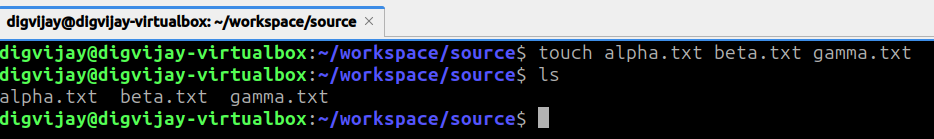 digvijay@digvijay-virtualbox: ~/workspace/source ×
digvijay@digvijay-virtualbox:~/workspace/source$ touch alpha.txt beta.txt gamma.txt
digvijay@digvijay-virtualbox:~/workspace/source$ ls
alpha.txt  beta.txt  gamma.txt
digvijay@digvijay-virtualbox:~/workspace/source$